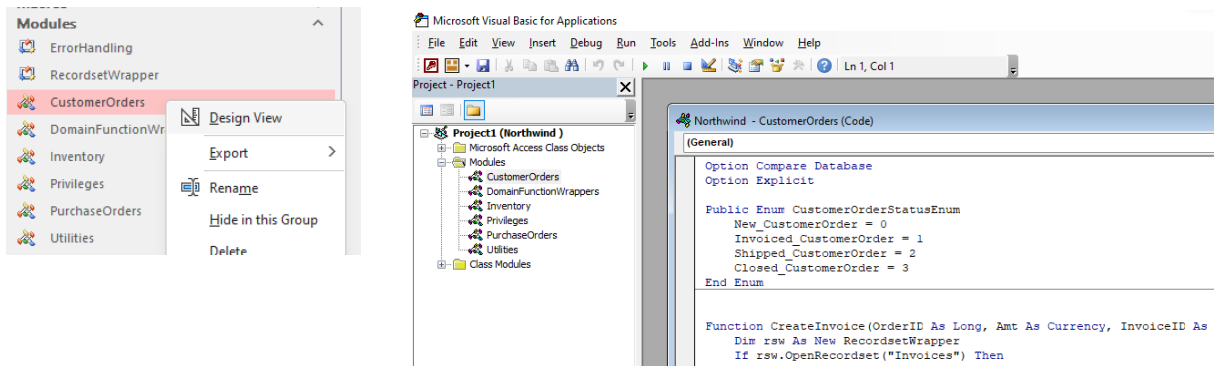 Modules
ErrorHandling
RecordsetWrapper
CustomerOrders
DomainFunctionWr
Inventory
Privileges
PurchaseOrders
Utilities
Design View
Export
Rename
Hide in this Group
Delete
Microsoft Visual Basic for Applications
File Edit View Insert Debug Run Tools Add-Ins Window Help
Ln 1, Col 1
Project - Project1
Project1 (Northwind )
Microsoft Access Class Objects
Modules
CustomerOrders
DomainFunctionWrappers
Inventory
Privileges
PurchaseOrders
Utilities
Class Modules
Northwind - CustomerOrders (Code)
(General)
Option Compare Database
Option Explicit
Public Enum CustomerOrderStatusEnum
New_CustomerOrder = 0
Invoiced_CustomerOrder = 1
Shipped_CustomerOrder = 2
Closed_CustomerOrder = 3
End Enum
Function CreateInvoice(OrderID As Long, Amt As Currency, InvoiceID As
Dim rsw As New RecordsetWrapper
If rsw.OpenRecordset("Invoices") Then